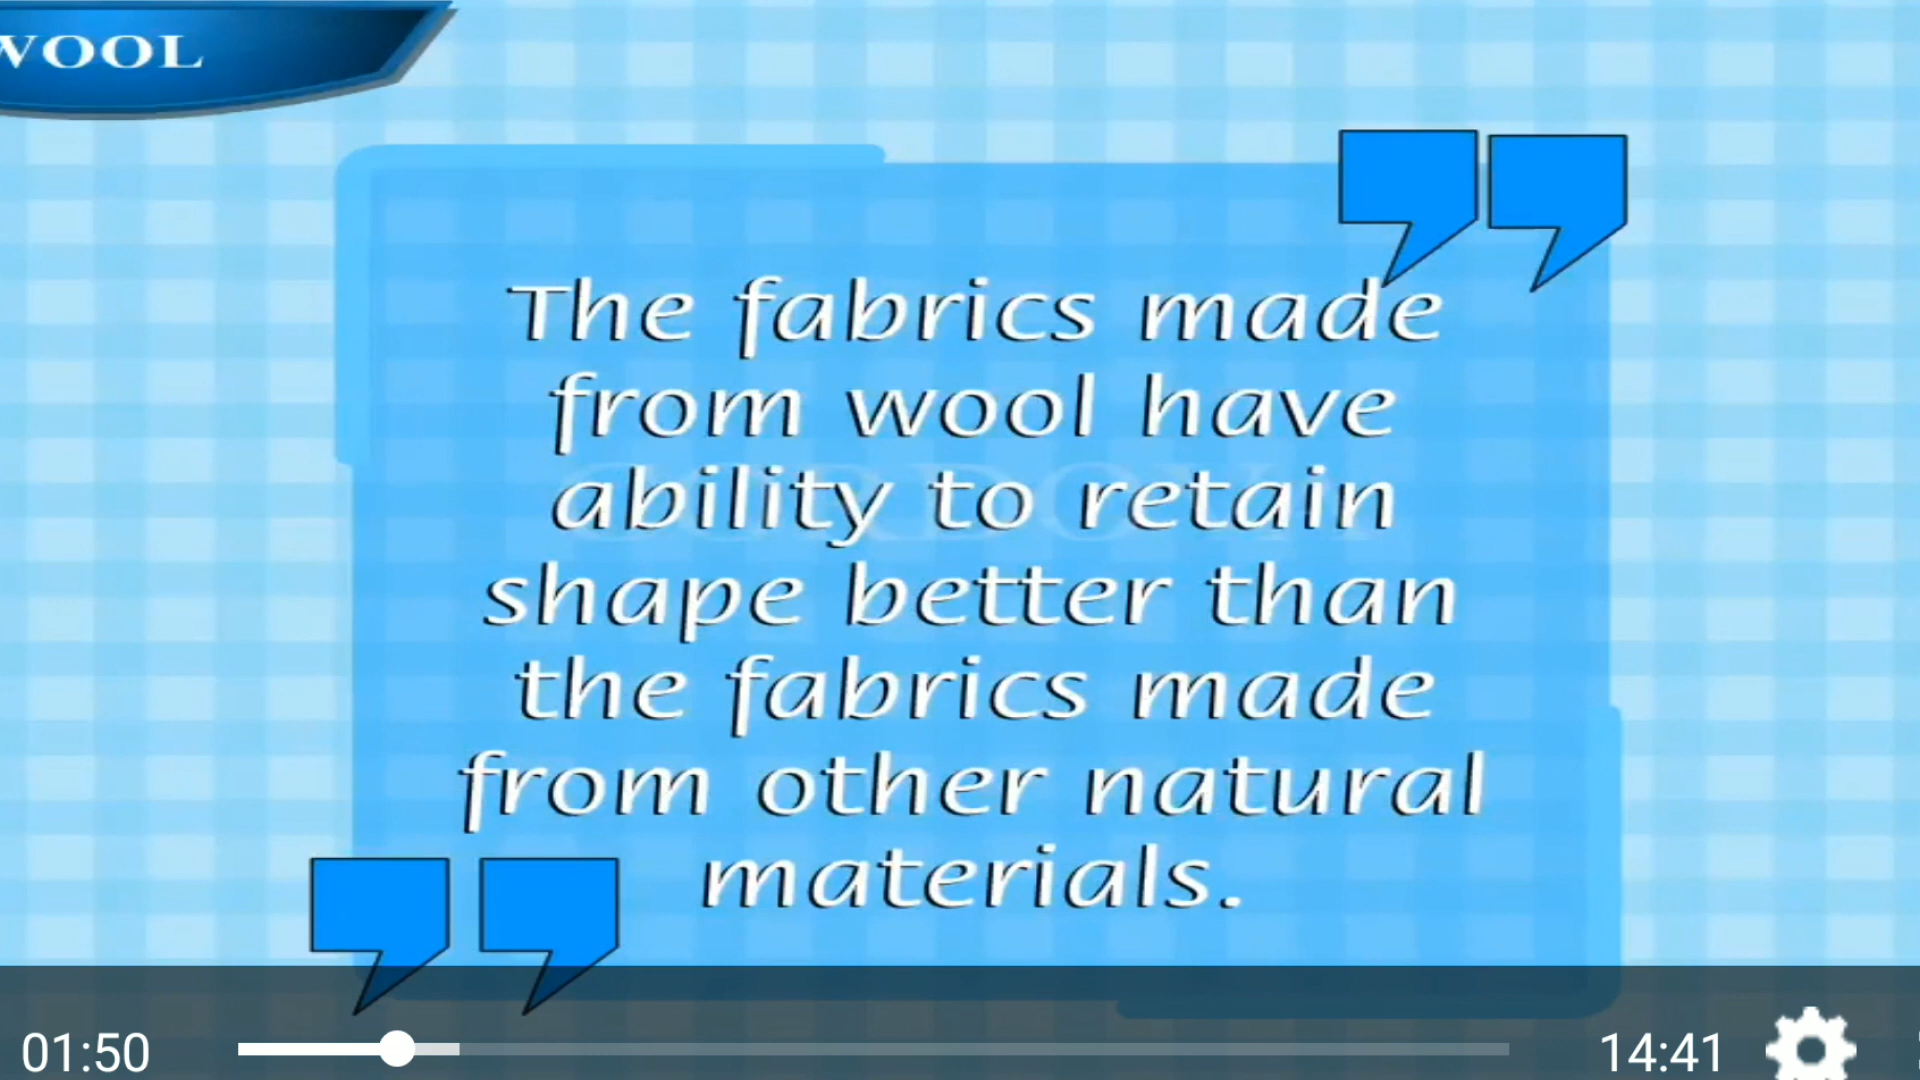 WOOL
The fabrics made
from wool have
ability to retain
shape better than
the fabrics made
from other natural
materials.
01:50
14:41